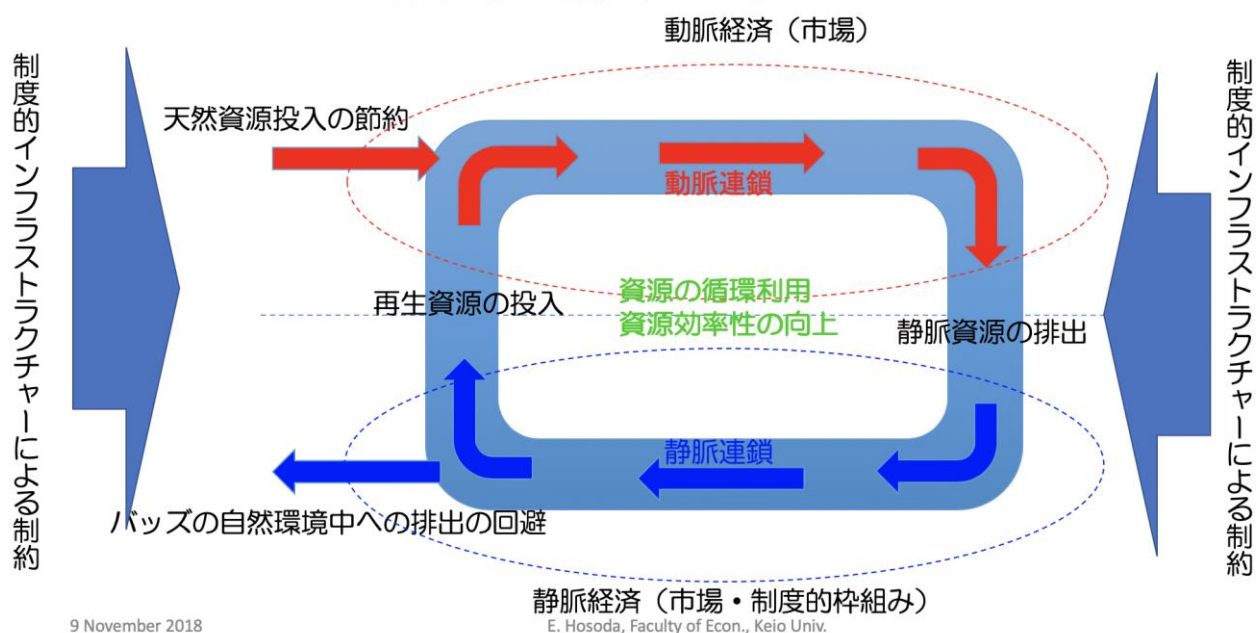 動脈経済（市場）
制度的インフラストラクチャーによる制約
天然資源投入の節約
動脈連鎖
資源の循環利用
資源効率性の向上
再生資源の投入
静脈資源の排出
静脈連鎖
バッズの自然環境中への排出の回避
静脈経済（市場・制度的枠組み）
制度的インフラストラクチャーによる制約
9 November 2018
E. Hosoda, Faculty of Econ., Keio Univ.